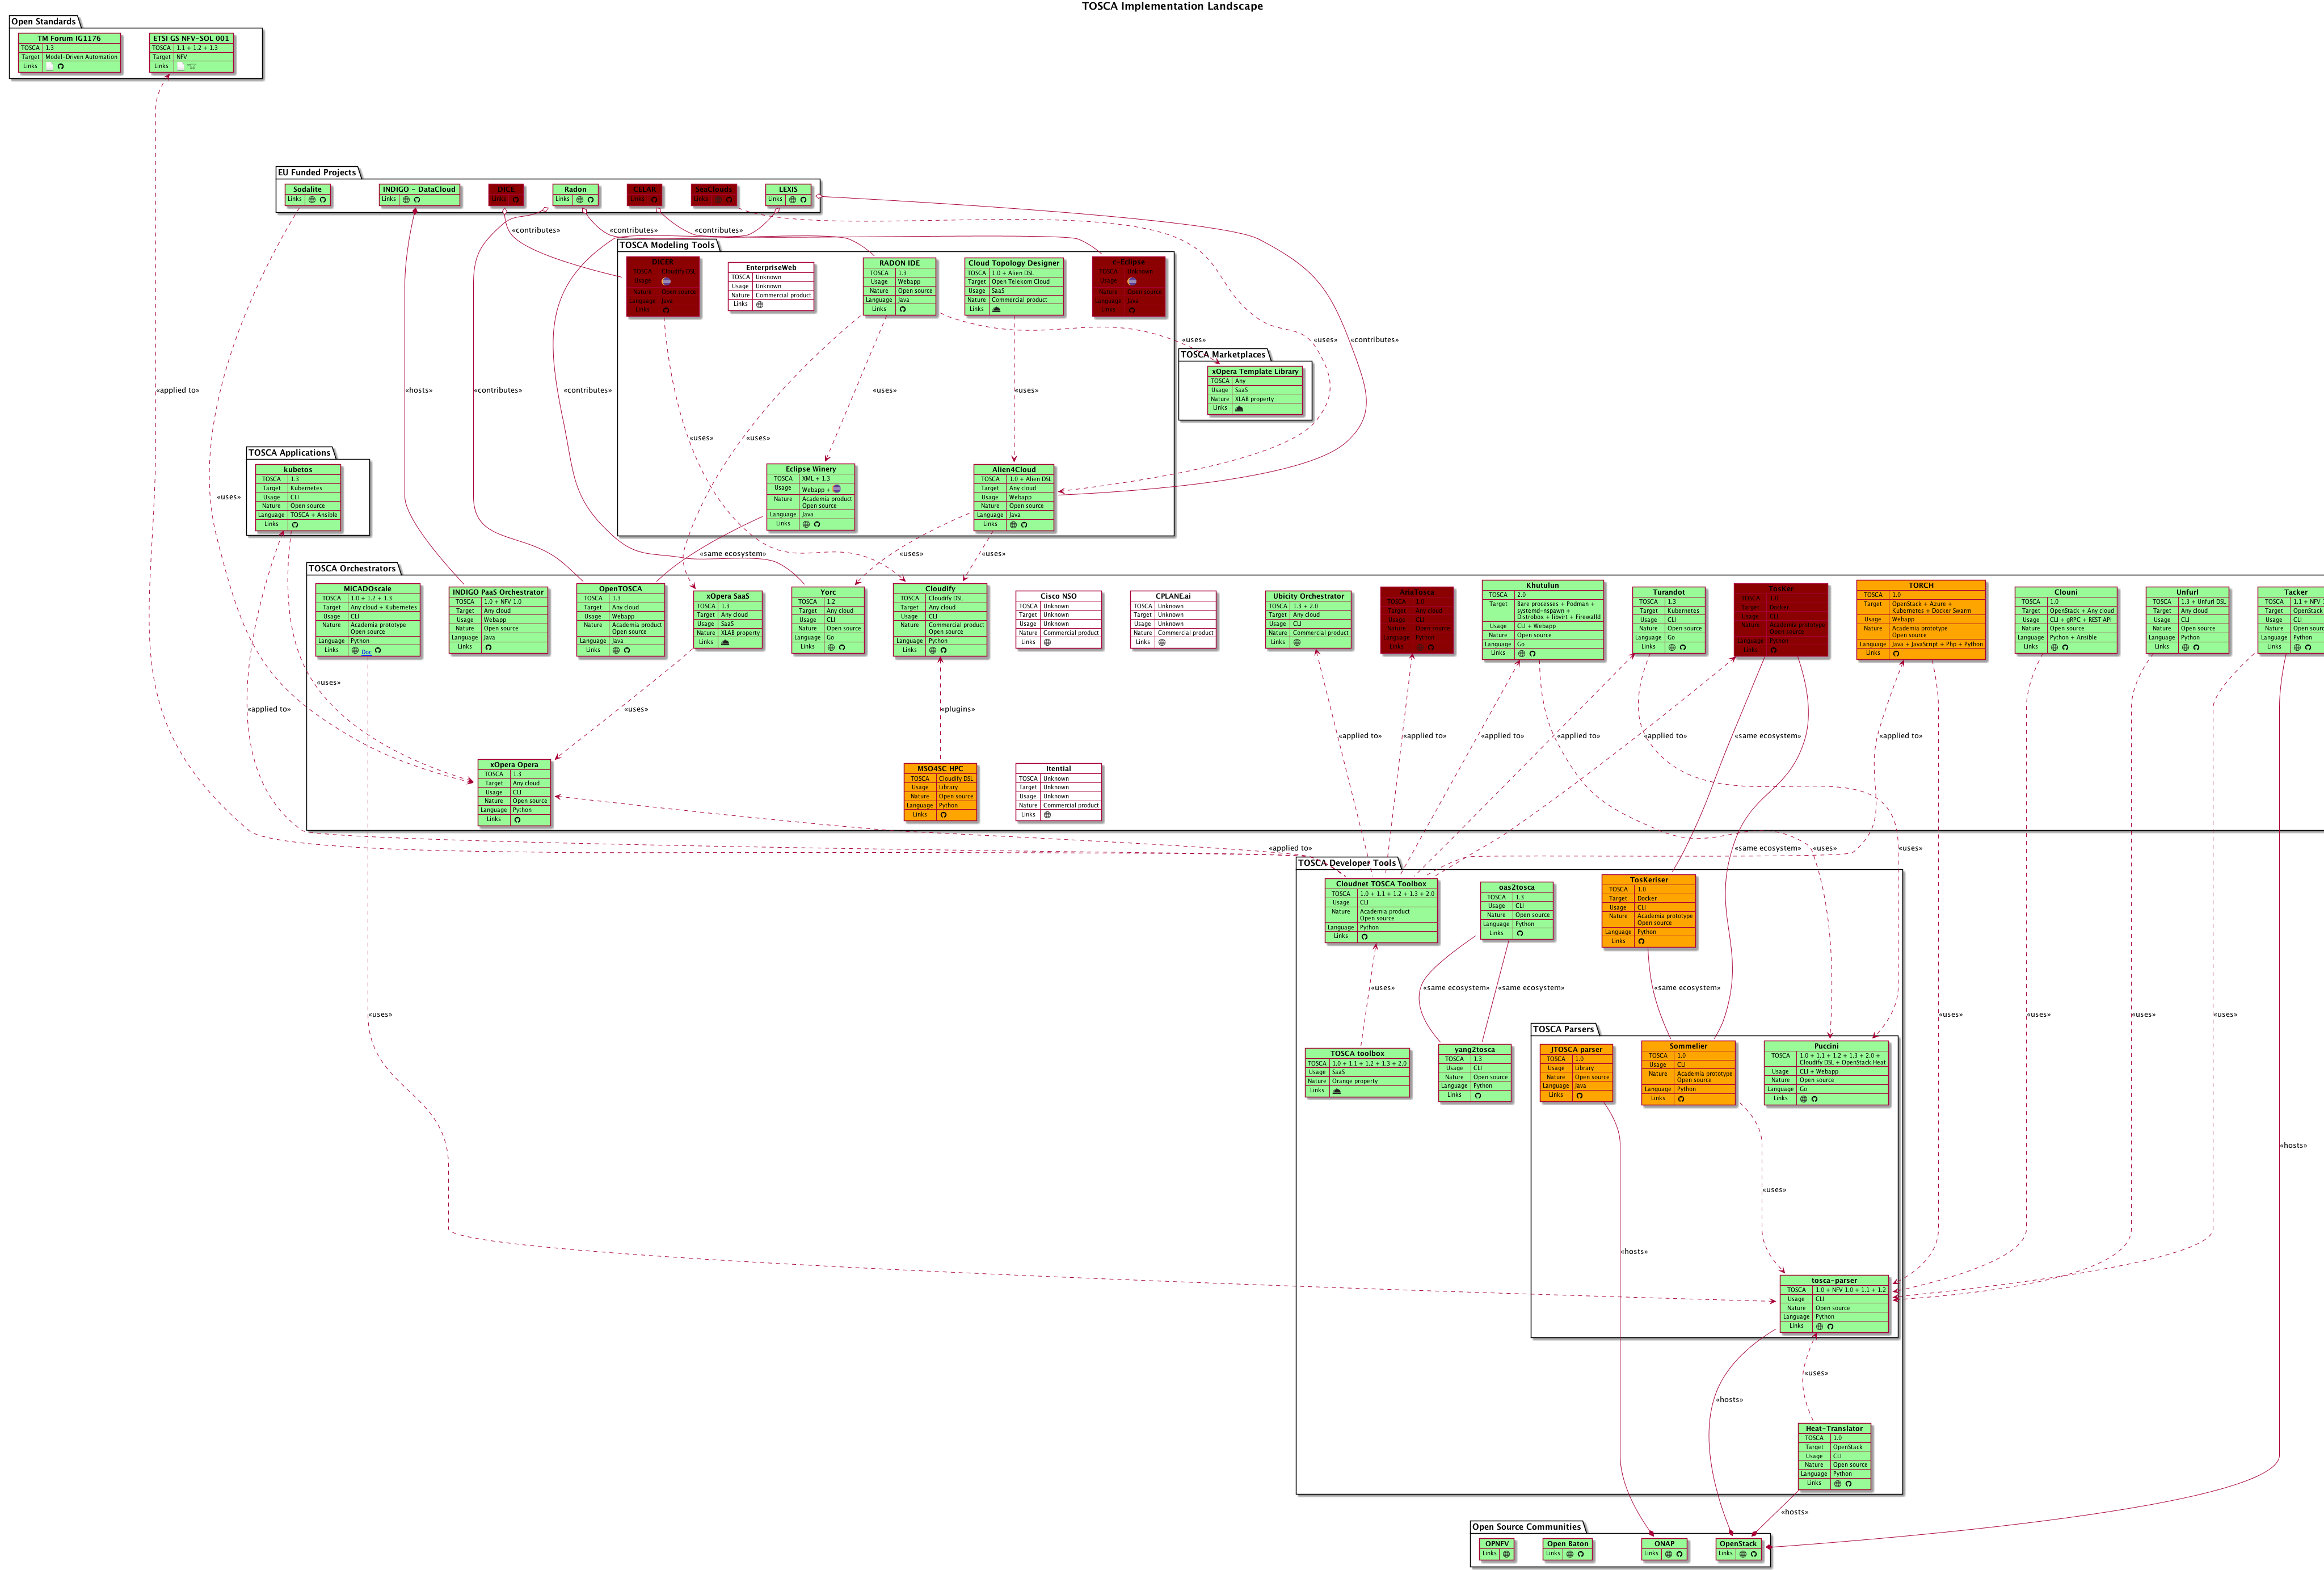 TOSCA Implementation Landscape
Open Standards
TM Forum IG1176
TOSCA 1.3
Target Model-Driven Automation
Links
ETSI GS NFV-SOL 001
TOSCA 1.1 + 1.2 + 1.3
Target NFV
Links
EU Funded Projects
Sodalite
Links
INDIGO - DataCloud
Links
DICE
Links
Radon
Links
CELAR
Links
SeaClouds
Links
LEXIS
Links
«contributes»
«contributes»
«contributes»
TOSCA Modeling Tools
DICER
TOSCA Cloudify DSL
Usage
Nature Open source
Language Java
Links
EnterpriseWeb
TOSCA Unknown
Usage Unknown
Nature Commercial product
Links
RADON IDE
TOSCA 1.3
Usage Webapp
Nature Open source
Language Java
Links
Cloud Topology Designer
TOSCA 1.0 + Alien DSL
Target Open Telekom Cloud
Usage SaaS
Nature Commercial product
Links
c-Eclipse
TOSCA Unknown
Usage
Nature Open source
Language Java
Links
«uses»
«uses»
«contributes»
TOSCA Marketplaces
xOpera Template Library
TOSCA Any
Usage SaaS
Nature XLAB property
Links
«applied to»
«hosts»
«contributes»
«contributes»
«uses»
«uses»
«uses»
«uses»
TOSCA Applications
kubetos
TOSCA 1.3
Target Kubernetes
Usage CLI
Nature Open source
Language TOSCA + Ansible
Links
«uses»
Eclipse Winery
TOSCA XML + 1.3
Usage Webapp +
Nature Academia product
Open source
Language Java
Links
Alien4Cloud
TOSCA 1.0 + Alien DSL
Target Any cloud
Usage Webapp
Nature Open source
Language Java
Links
«same ecosystem»
«uses»
«uses»
TOSCA Orchestrators
MiCADOscale
TOSCA 1.0 + 1.2 + 1.3
Target Any cloud + Kubernetes
Usage CLI
Nature Academia prototype
Open source
Language Python
Links Doc
INDIGO PaaS Orchestrator
TOSCA 1.0 + NFV 1.0
Target Any cloud
Usage Webapp
Nature Open source
Language Java
Links
OpenTOSCA
TOSCA 1.3
Target Any cloud
Usage Webapp
Nature Academia product
Open source
Language Java
Links
xOpera SaaS
TOSCA 1.3
Target Any cloud
Usage SaaS
Nature XLAB property
Links
Yorc
TOSCA 1.2
Target Any cloud
Usage CLI
Nature Open source
Language Go
Links
Cloudify
TOSCA Cloudify DSL
Target Any cloud
Usage CLI
Nature Commercial product
Open source
Language Python
Links
Cisco NSO
TOSCA Unknown
Target Unknown
Usage Unknown
Nature Commercial product
Links
CPLANE.ai
TOSCA Unknown
Target Unknown
Usage Unknown
Nature Commercial product
Links
Ubicity Orchestrator
TOSCA 1.3 + 2.0
Target Any cloud
Usage CLI
Nature Commercial product
Links
AriaTosca
TOSCA 1.0
Target Any cloud
Usage CLI
Nature Open source
Language Python
Links
Khutulun
TOSCA 2.0
Target Bare processes + Podman +
systemd-nspawn +
Distrobox + libvirt + Firewalld
Usage CLI + Webapp
Nature Open source
Language Go
Links
Turandot
TOSCA 1.3
Target Kubernetes
Usage CLI
Nature Open source
Language Go
Links
TosKer
TOSCA 1.0
Target Docker
Usage CLI
Nature Academia prototype
Open source
Language Python
Links
TORCH
TOSCA 1.0
Target OpenStack + Azure +
Kubernetes + Docker Swarm
Usage Webapp
Nature Academia prototype
Open source
Language Java + JavaScript + Php + Python
Links
Clouni
TOSCA 1.0
Target OpenStack + Any cloud
Usage CLI + gRPC + REST API
Nature Open source
Language Python + Ansible
Links
Unfurl
TOSCA 1.3 + Unfurl DSL
Target Any cloud
Usage CLI
Nature Open source
Language Python
Links
Tacker
TOSCA 1.1 + NFV
Target OpenStack
Usage CLI
Nature Open sourc
Language Python
Links
«uses»
«applied to»
«uses»
«plugins»
«applied to»
«applied to»
«applied to»
«applied to»
«applied to»
«same ecosystem»
«applied to»
xOpera Opera
TOSCA 1.3
Target Any cloud
Usage CLI
Nature Open source
Language Python
Links
MSO4SC HPC
TOSCA Cloudify DSL
Usage Library
Nature Open source
Language Python
Links
Itential
TOSCA Unknown
Target Unknown
Usage Unknown
Nature Commercial product
Links
«applied to»
«same ecosystem»
«uses»
«uses»
TOSCA Developer Tools
Cloudnet TOSCA Toolbox
TOSCA 1.0 + 1.1 + 1.2 + 1.3 + 2.0
Usage CLI
Nature Academia product
Open source
Language Python
Links
oas2tosca
TOSCA 1.3
Usage CLI
Nature Open source
Language Python
Links
TosKeriser
TOSCA 1.0
Target Docker
Usage CLI
Nature Academia prototype
Open source
Language Python
Links
«uses»
«same ecosystem»
«same ecosystem»
«same ecosystem»
«uses»
«uses»
«uses»
«uses»
«uses»
TOSCA Parsers
TOSCA toolbox
TOSCA 1.0 + 1.1 + 1.2 + 1.3 + 2.0
Usage SaaS
Nature Orange property
Links
yang2tosca
TOSCA 1.3
Usage CLI
Nature Open source
Language Python
Links
JTOSCA parser
TOSCA 1.0
Usage Library
Nature Open source
Language Java
Links
Sommelier
TOSCA 1.0
Usage CLI
Nature Academia prototype
Open source
Language Python
Links
Puccini
TOSCA 1.0 + 1.1 + 1.2 + 1.3 + 2.0 +
Cloudify DSL + OpenStack Heat
Usage CLI + Webapp
Nature Open source
Language Go
Links
«hosts»
«uses»
«hosts»
tosca-parser
TOSCA 1.0 + NFV 1.0 + 1.1 + 1.2
Usage CLI
Nature Open source
Language Python
Links
«uses»
«hosts»
Heat-Translator
TOSCA 1.0
Target OpenStack
Usage CLI
Nature Open source
Language Python
Links
«hosts»
Open Source Communities
OPNFV
Links
Open Baton
Links
ONAP
Links
OpenStack
Links